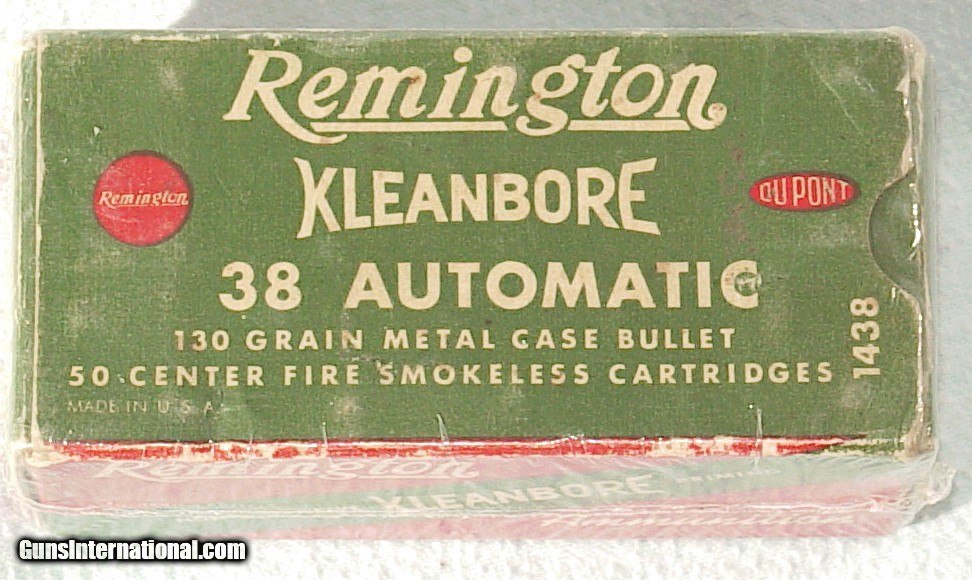 Remington
KLEANBORE
Remington
DU PONT
38 AUTOMATIC
130 GRAIN METAL CASE BULLET
50 CENTER FIRE SMOKELESS CARTRIDGES
1438
MADE IN U.S.A.
Remington
KLEANBORE
GunsInternational.com